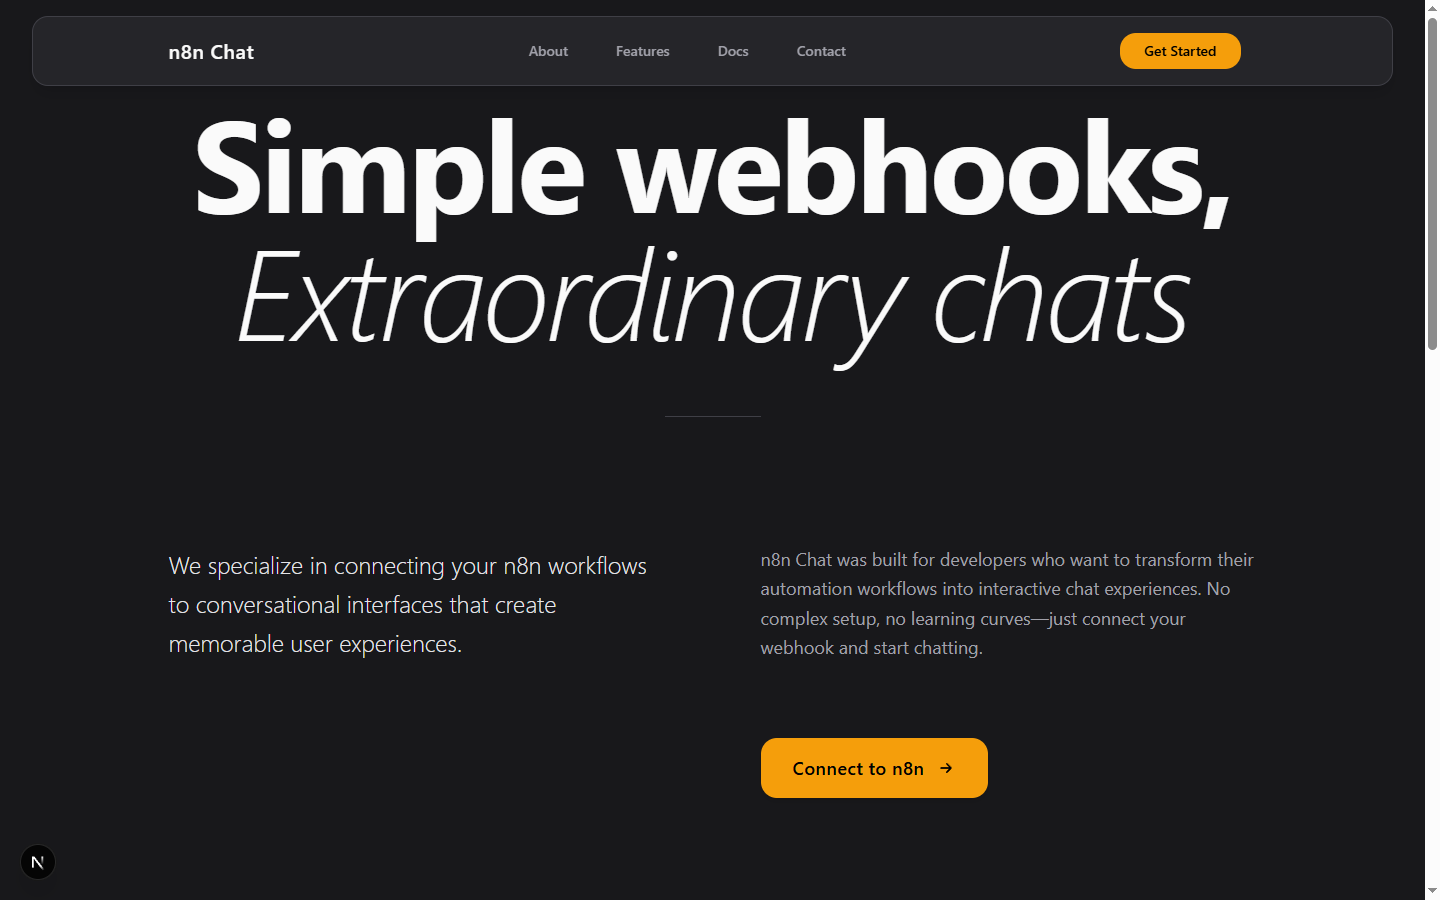 n8n Chat
About
Features
Docs
Contact
Get Started
Simple webhooks,
Extraordinary chats
We specialize in connecting your n8n workflows
to conversational interfaces that create
memorable user experiences.
n8n Chat was built for developers who want to transform their
automation workflows into interactive chat experiences. No
complex setup, no learning curves—just connect your
webhook and start chatting.
Connect to n8n →
N